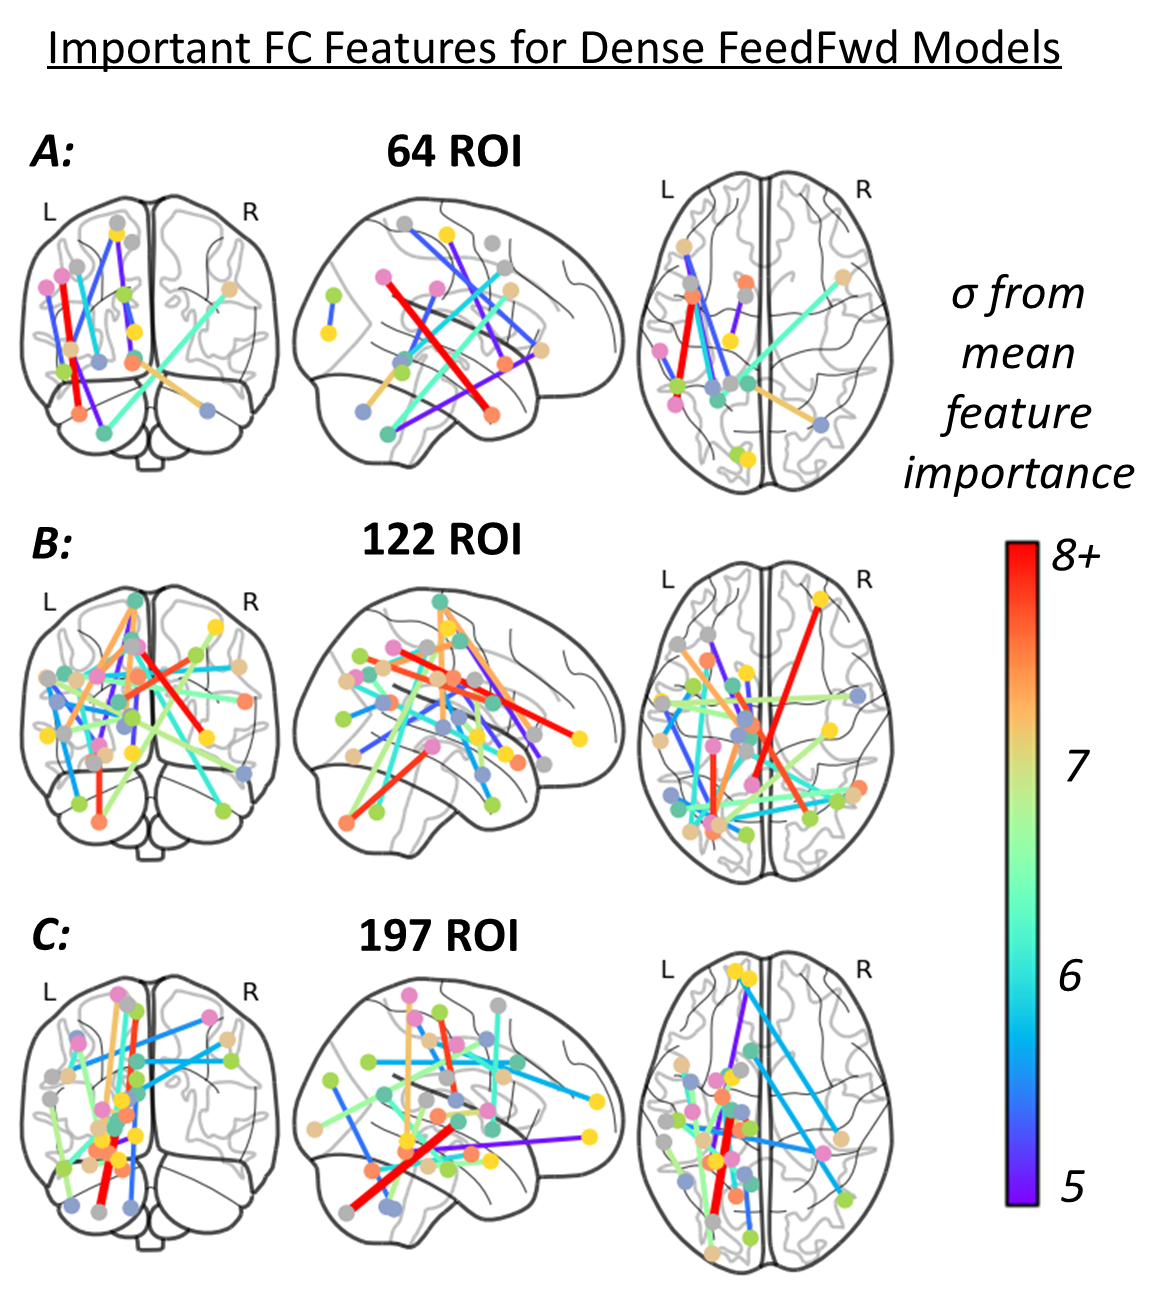 Important FC Features for Dense FeedFwd Models
A: 64 ROI
L R L R
σ from
mean
feature
importance
B: 122 ROI
8+
L R L R
7
C: 197 ROI
6
L R L R
5